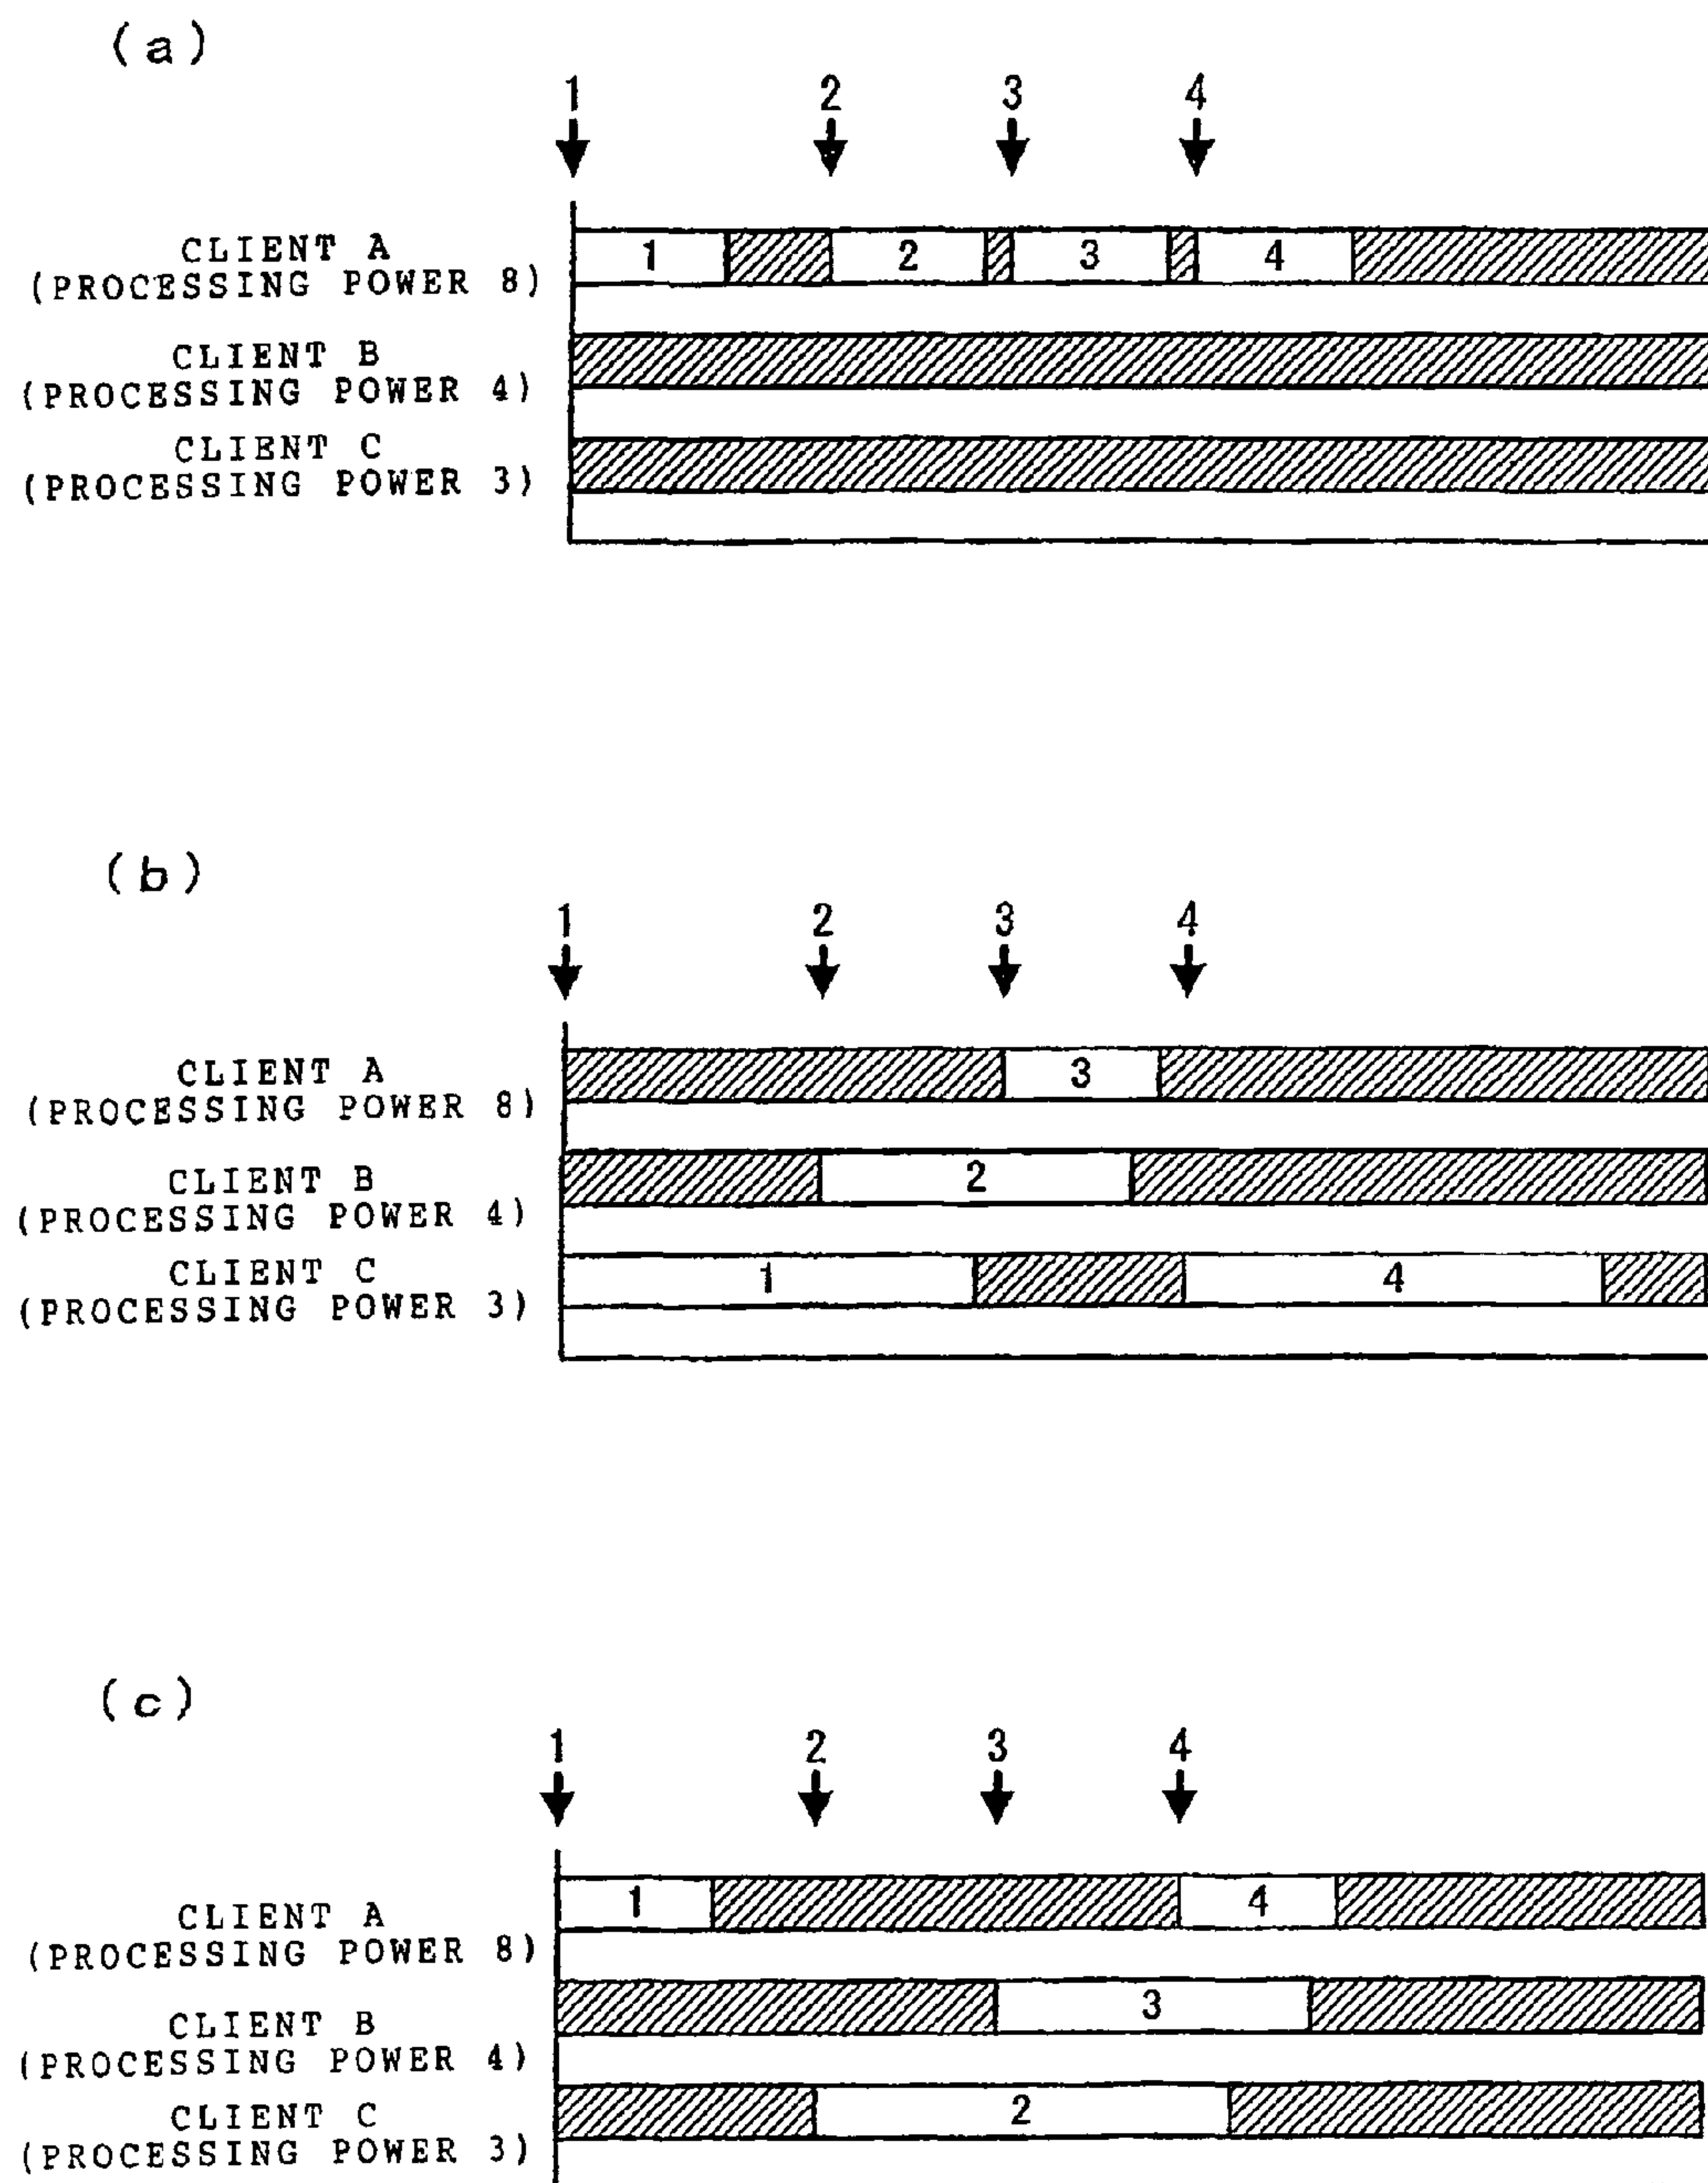 (a)
1 2 3 4
CLIENT A
(PROCESSING POWER 8)
1 2 3 4
CLIENT B
(PROCESSING POWER 4)
CLIENT C
(PROCESSING POWER 3)
(b)
1 2 3 4
CLIENT A
(PROCESSING POWER 8)
3
CLIENT B
(PROCESSING POWER 4)
2
CLIENT C
(PROCESSING POWER 3)
1 4
(c)
1 2 3 4
CLIENT A
(PROCESSING POWER 8)
1 4
CLIENT B
(PROCESSING POWER 4)
3
CLIENT C
(PROCESSING POWER 3)
2